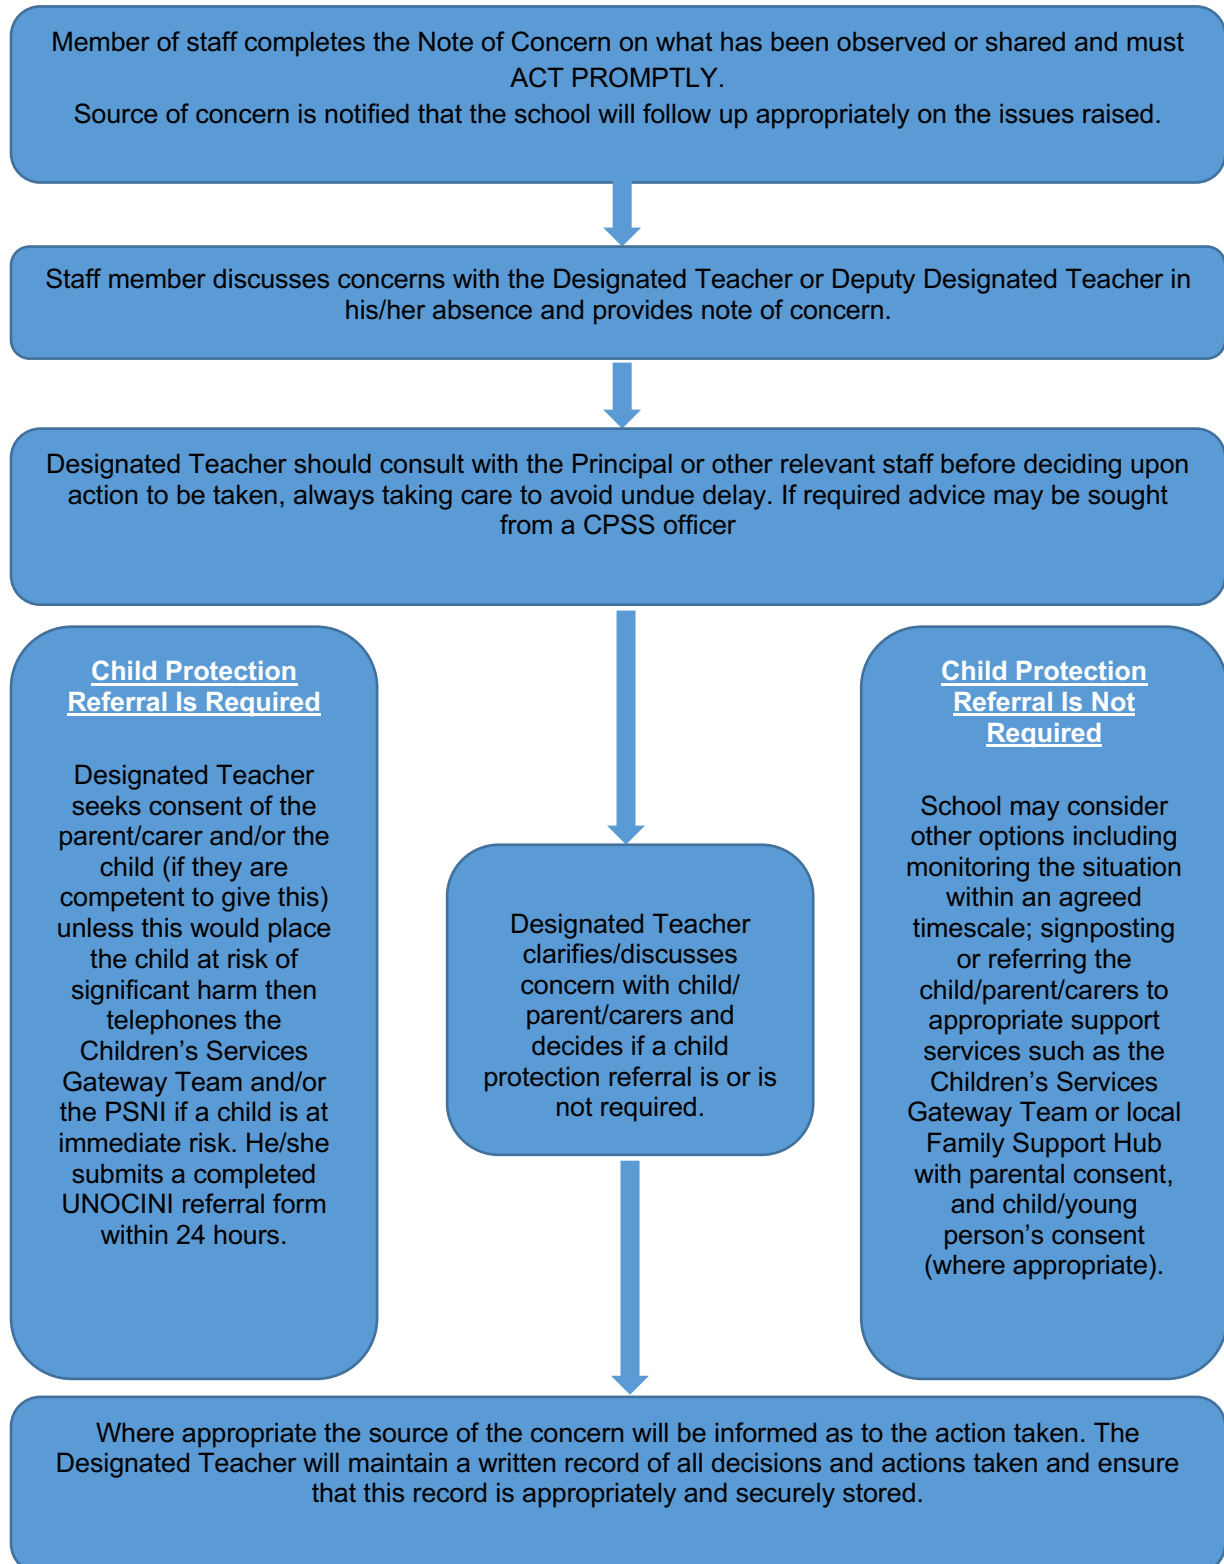 Member of staff completes the Note of Concern on what has been observed or shared and must
ACT PROMPTLY.
Source of concern is notified that the school will follow up appropriately on the issues raised.
Staff member discusses concerns with the Designated Teacher or Deputy Designated Teacher in
his/her absence and provides note of concern.
Designated Teacher should consult with the Principal or other relevant staff before deciding upon
action to be taken, always taking care to avoid undue delay. If required advice may be sought
from a CPSS officer
Child Protection
Referral Is Required
Designated Teacher
seeks consent of the
parent/carer and/or the
child (if they are
competent to give this)
unless this would place
the child at risk of
significant harm then
telephones the
Children’s Services
Gateway Team and/or
the PSNI if a child is at
immediate risk. He/she
submits a completed
UNOCINI referral form
within 24 hours.
Designated Teacher
clarifies/discusses
concern with child/
parent/carers and
decides if a child
protection referral is or is
not required.
Child Protection
Referral Is Not
Required
School may consider
other options including
monitoring the situation
within an agreed
timescale; signposting
or referring the
child/parent/carers to
appropriate support
services such as the
Children’s Services
Gateway Team or local
Family Support Hub
with parental consent,
and child/young
person’s consent
(where appropriate).
Where appropriate the source of the concern will be informed as to the action taken. The
Designated Teacher will maintain a written record of all decisions and actions taken and ensure
that this record is appropriately and securely stored.